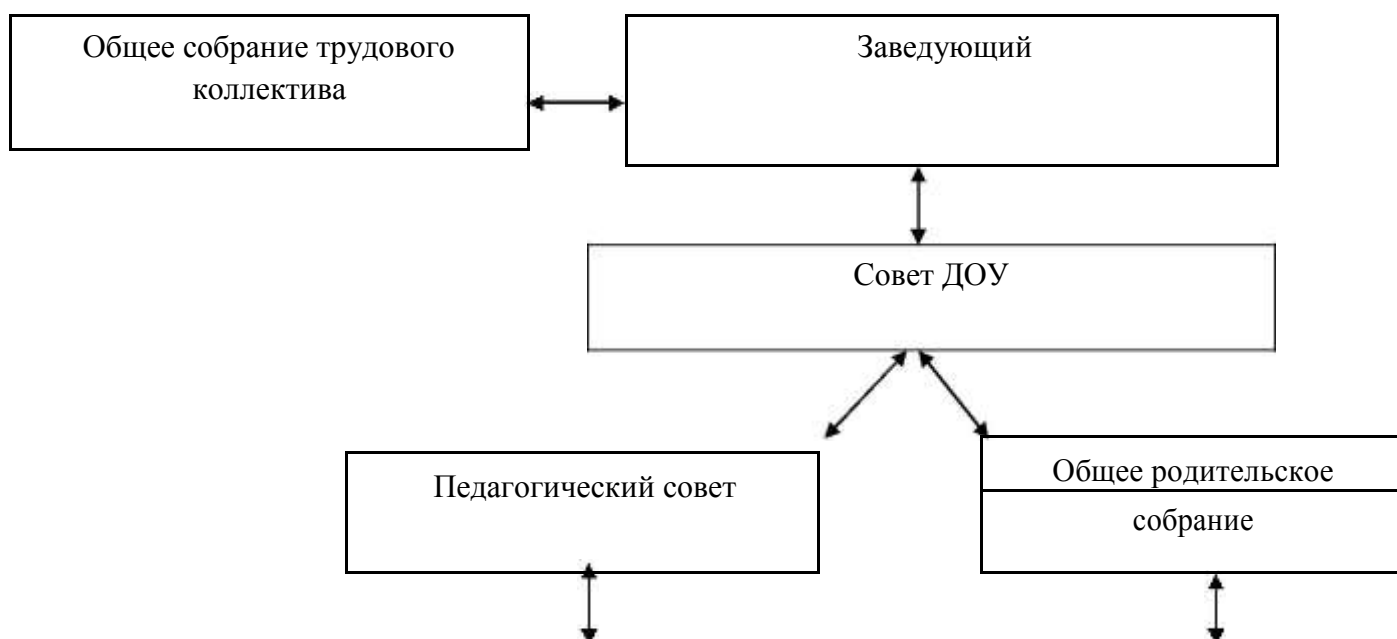 Общее собрание трудового
коллектива
Заведующий
Совет ДОУ
Педагогический совет
Общее родительское
собрание